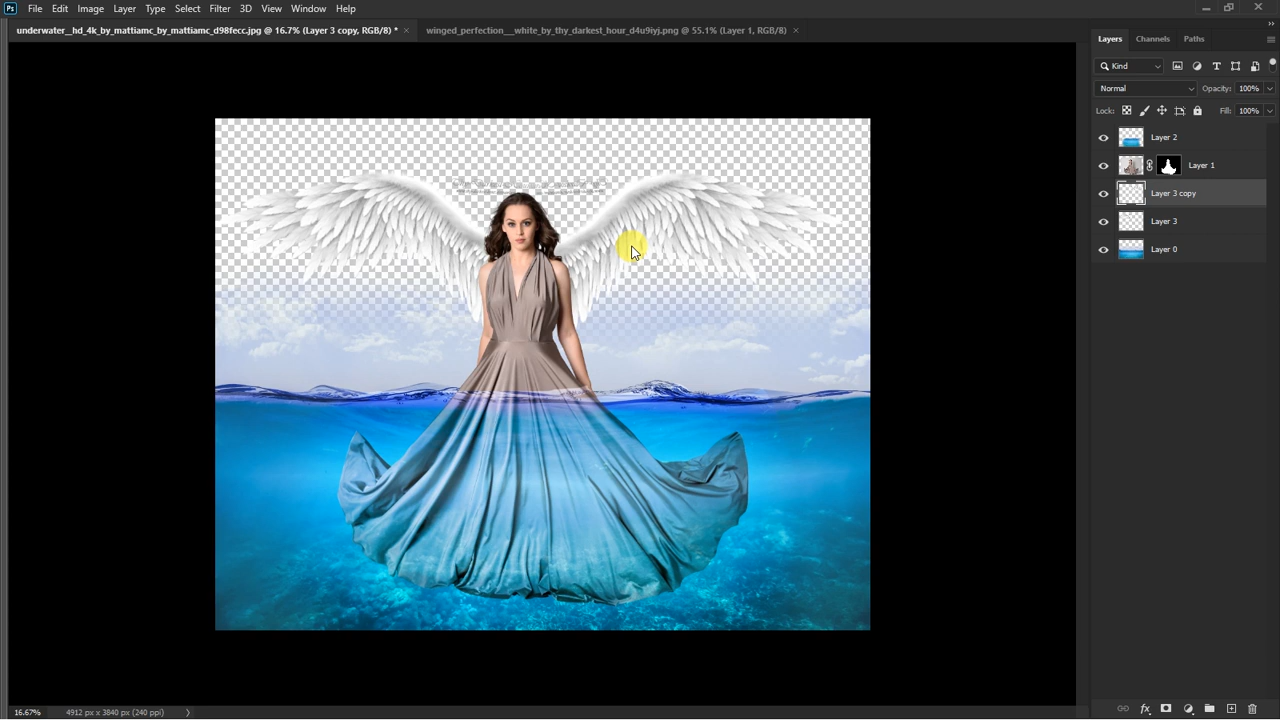 Ps File Edit Image Layer Type Select Filter 3D View Window Help
underwater__hd_4k_by_mattiamc_by_mattiamc_d98fecc.jpg @ 16.7% (Layer 3 copy, RGB/8) * ×
winged_perfection__white_by_thy_darkest_hour_d4u9iyj.png @ 55.1% (Layer 1, RGB/8) ×
Layers Channels Paths
Kind
Normal Opacity: 100%
Lock: Fill: 100%
Layer 2
Layer 1
Layer 3 copy
Layer 3
Layer 0
16.67% 4912 px x 3840 px (240 ppi)
fx